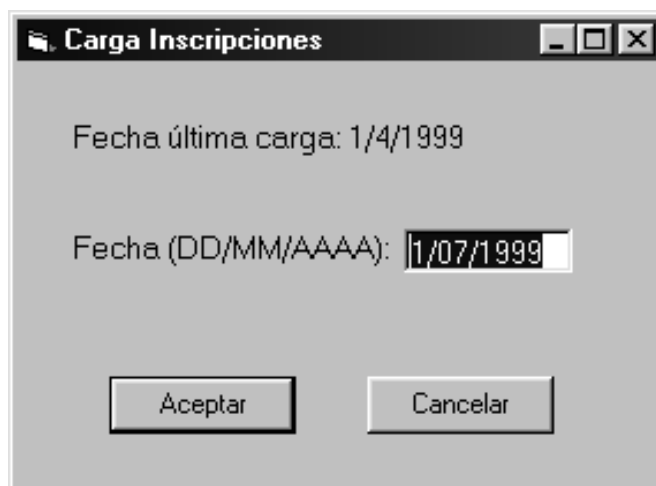 Carga Inscripciones
Fecha última carga: 1/4/1999
Fecha (DD/MM/AAAA): 1/07/1999
Aceptar Cancelar